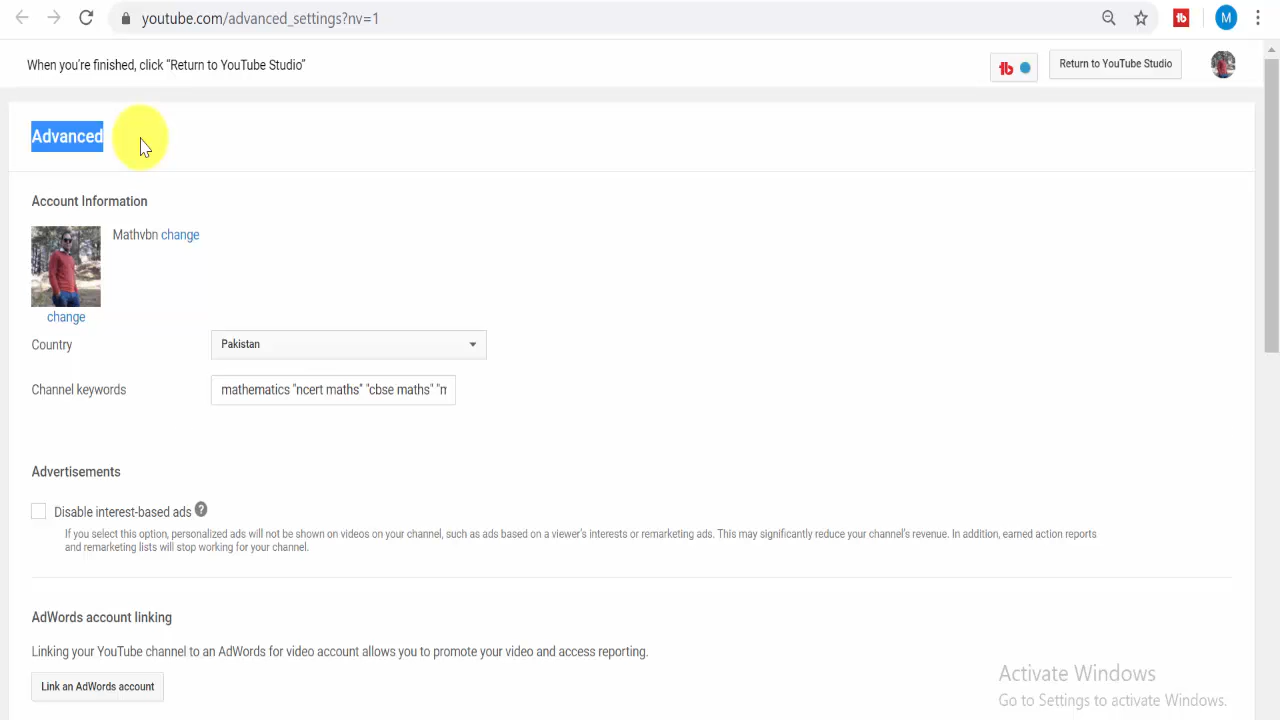 youtube.com/advanced_settings?nv=1
M
When you're finished, click "Return to YouTube Studio"
Return to YouTube Studio
Advanced
Account Information
Mathvbn change
change
Country
Pakistan
Channel keywords
mathematics "ncert maths" "cbse maths" "m
Advertisements
Disable interest-based ads ?
If you select this option, personalized ads will not be shown on videos on your channel, such as ads based on a viewer's interests or remarketing ads. This may significantly reduce your channel's revenue. In addition, earned action reports
and remarketing lists will stop working for your channel.
AdWords account linking
Linking your YouTube channel to an AdWords for video account allows you to promote your video and access reporting.
Link an AdWords account
Activate Windows
Go to Settings to activate Windows.